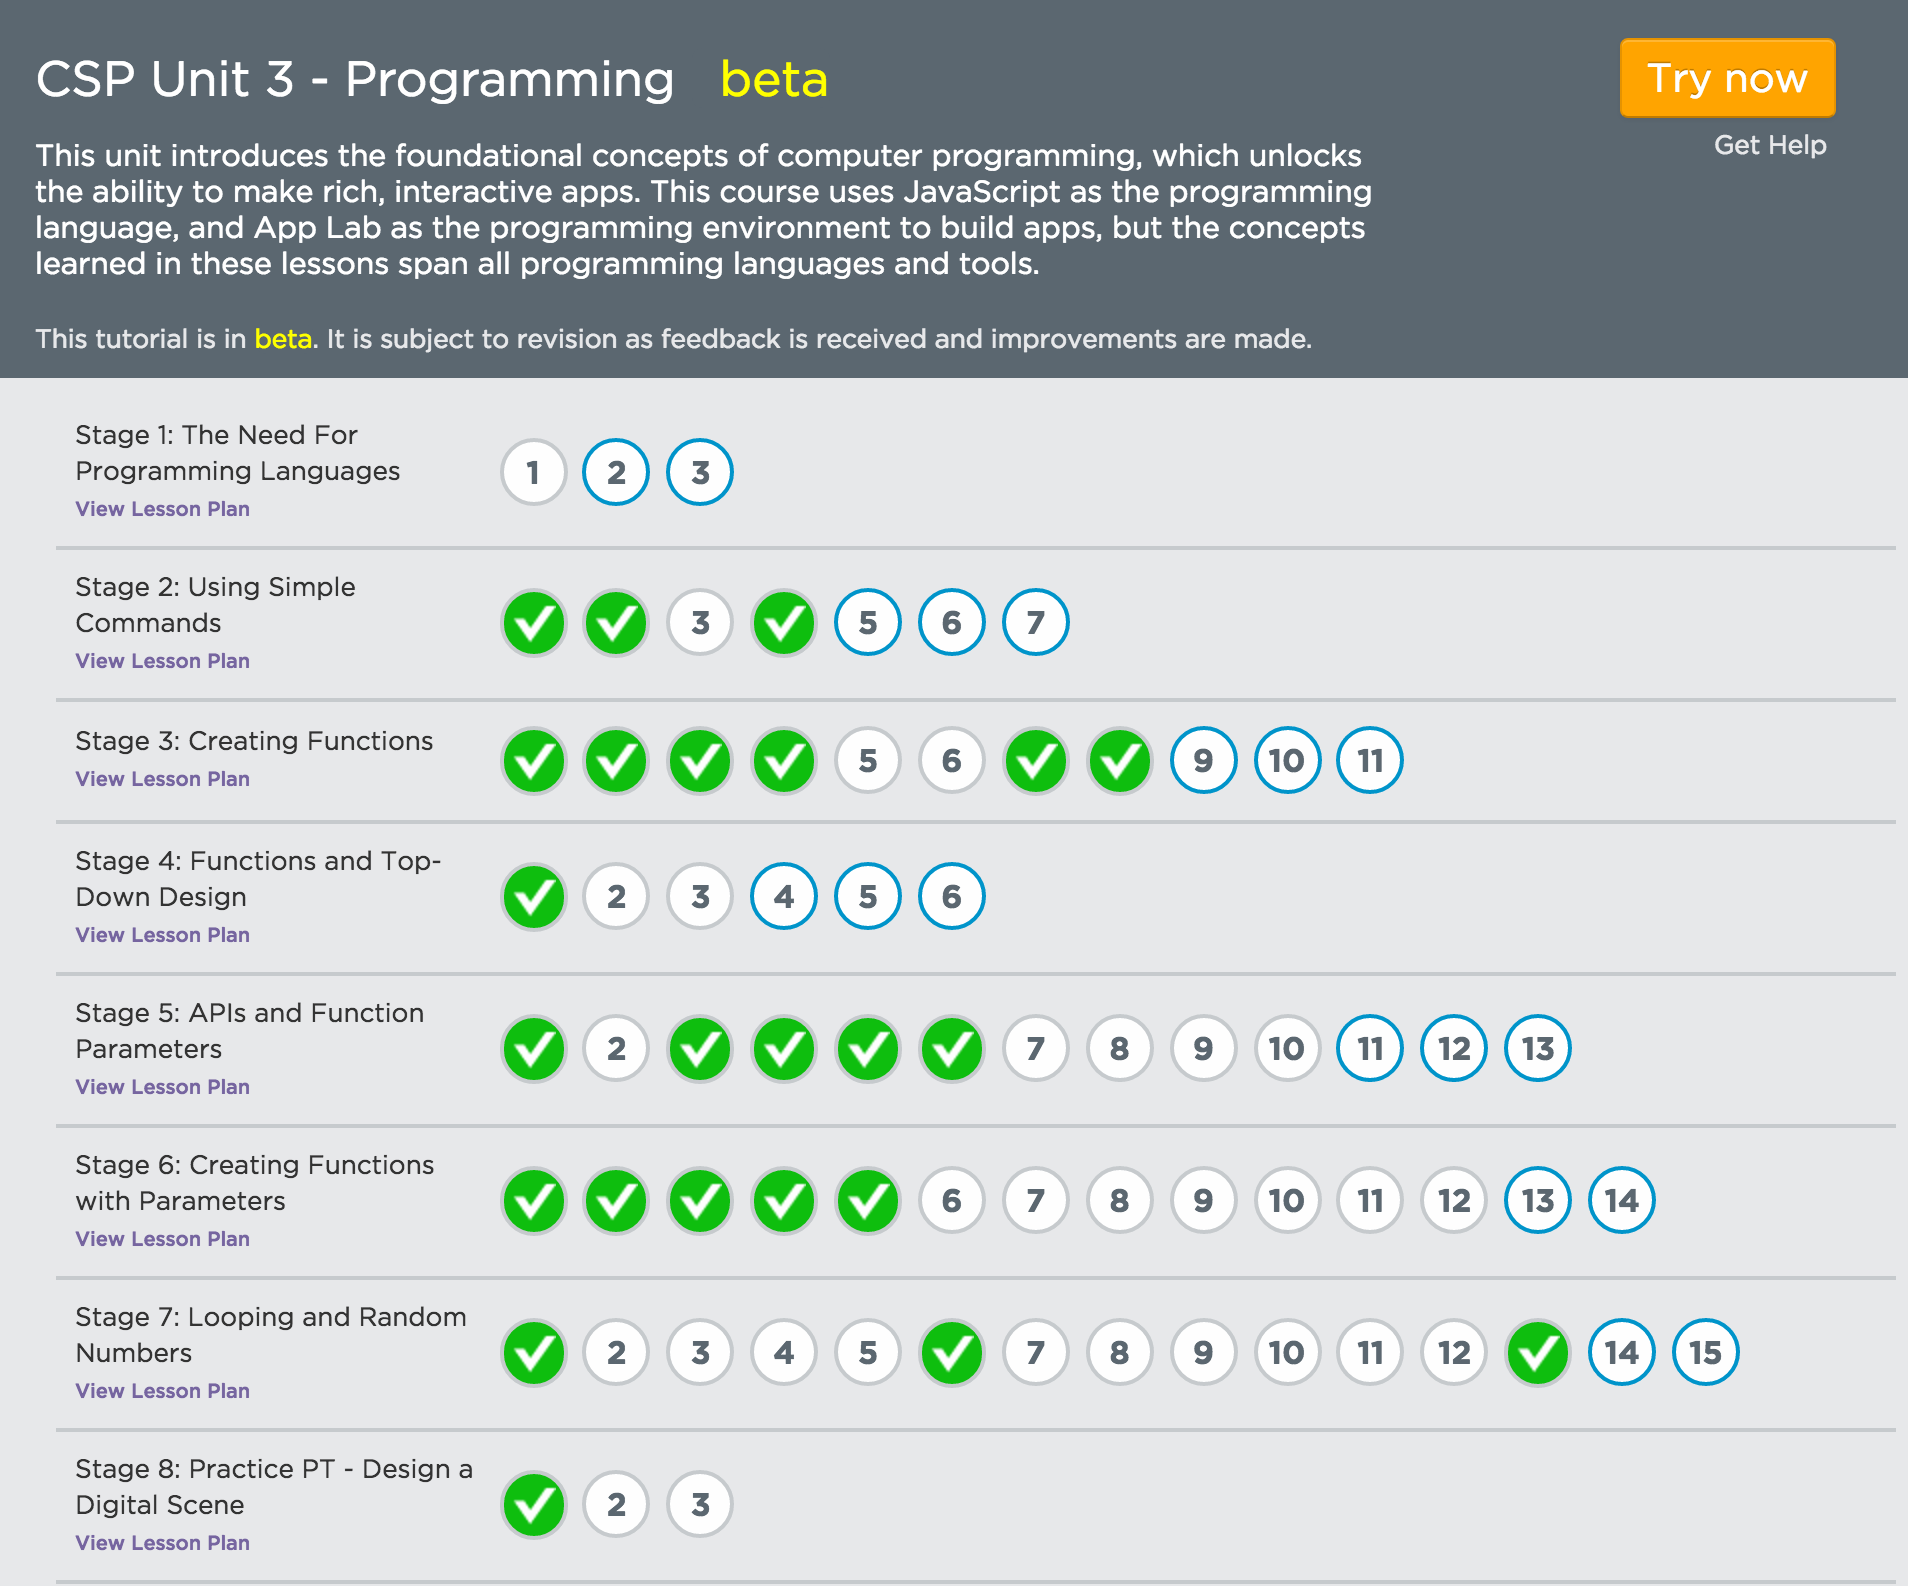 CSP Unit 3 - Programming beta
Try now
Get Help
This unit introduces the foundational concepts of computer programming, which unlocks
the ability to make rich, interactive apps. This course uses JavaScript as the programming
language, and App Lab as the programming environment to build apps, but the concepts
learned in these lessons span all programming languages and tools.
This tutorial is in beta. It is subject to revision as feedback is received and improvements are made.
Stage 1: The Need For
Programming Languages
View Lesson Plan
1 2 3
Stage 2: Using Simple
Commands
View Lesson Plan
3 5 6 7
Stage 3: Creating Functions
View Lesson Plan
5 6 9 10 11
Stage 4: Functions and Top-
Down Design
View Lesson Plan
2 3 4 5 6
Stage 5: APIs and Function
Parameters
View Lesson Plan
2 7 8 9 10 11 12 13
Stage 6: Creating Functions
with Parameters
View Lesson Plan
6 7 8 9 10 11 12 13 14
Stage 7: Looping and Random
Numbers
View Lesson Plan
2 3 4 5 7 8 9 10 11 12 14 15
Stage 8: Practice PT - Design a
Digital Scene
View Lesson Plan
2 3